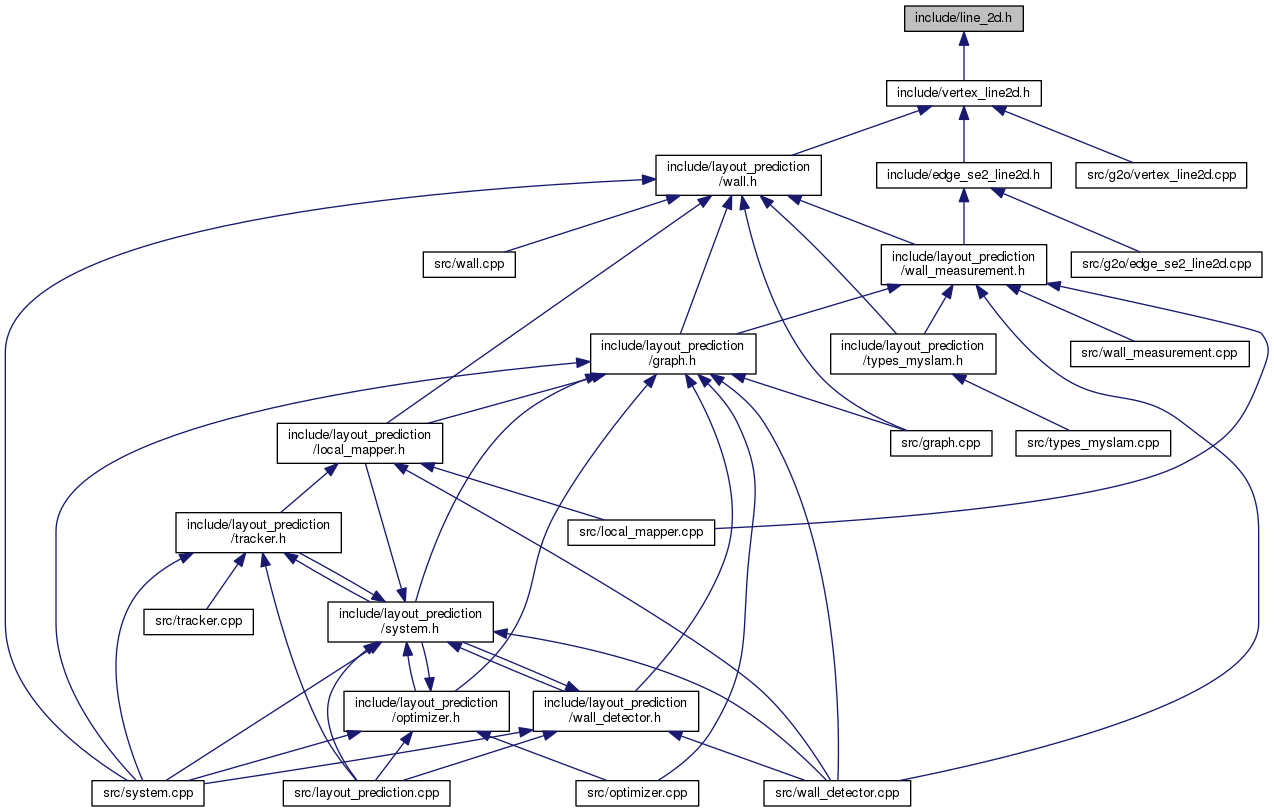 include/line_2d.h
include/vertex_line2d.h
include/layout_prediction
/wall.h
include/edge_se2_line2d.h
src/g2o/vertex_line2d.cpp
src/wall.cpp
include/layout_prediction
/wall_measurement.h
src/g2o/edge_se2_line2d.cpp
include/layout_prediction
/graph.h
include/layout_prediction
/types_myslam.h
src/wall_measurement.cpp
include/layout_prediction
/local_mapper.h
src/graph.cpp
src/types_myslam.cpp
include/layout_prediction
/tracker.h
src/local_mapper.cpp
src/tracker.cpp
include/layout_prediction
/system.h
include/layout_prediction
/optimizer.h
include/layout_prediction
/wall_detector.h
src/system.cpp
src/layout_prediction.cpp
src/optimizer.cpp
src/wall_detector.cpp